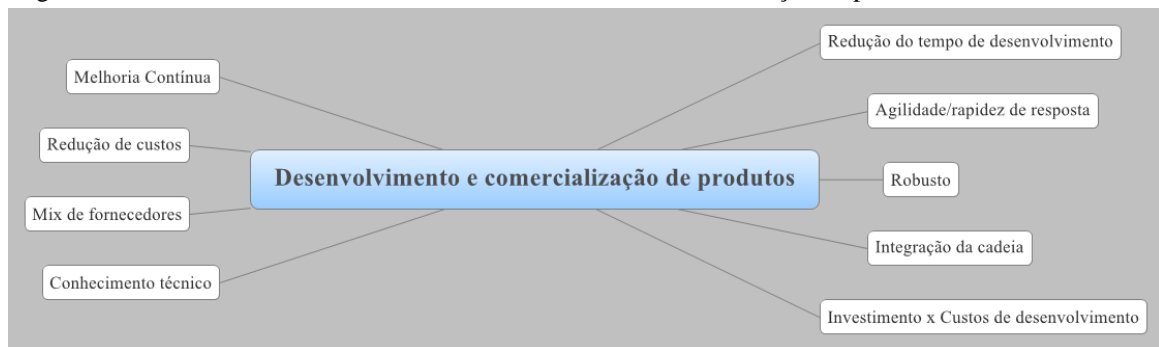 Redução do tempo de desenvolvimento
Melhoria Contínua
Agilidade/rapidez de resposta
Redução de custos
Desenvolvimento e comercialização de produtos
Robusto
Mix de fornecedores
Integração da cadeia
Conhecimento técnico
Investimento x Custos de desenvolvimento